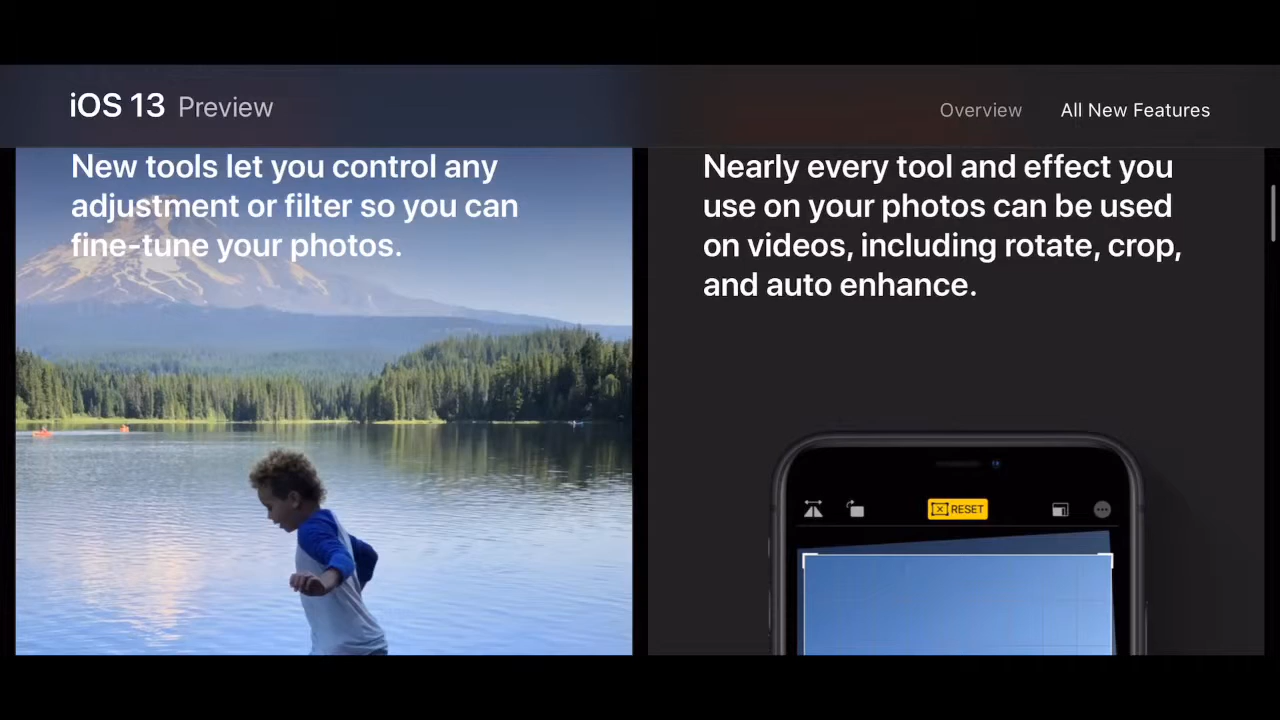 iOS 13 Preview
Overview
All New Features
New tools let you control any
adjustment or filter so you can
fine-tune your photos.
Nearly every tool and effect you
use on your photos can be used
on videos, including rotate, crop,
and auto enhance.
RESET